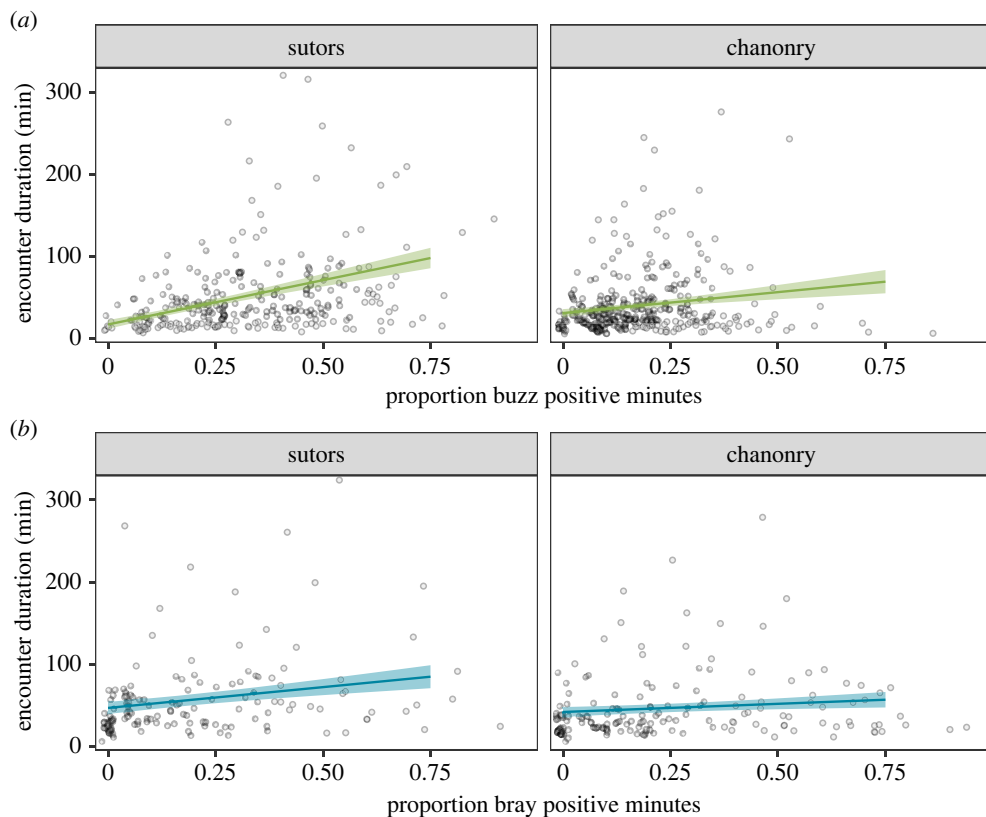 (a)
sutors chanonry
encounter duration (min)
300
200
100
0
0 0.25 0.50 0.75 0 0.25 0.50 0.75
proportion buzz positive minutes
(b)
sutors chanonry
encounter duration (min)
300
200
100
0
0 0.25 0.50 0.75 0 0.25 0.50 0.75
proportion bray positive minutes